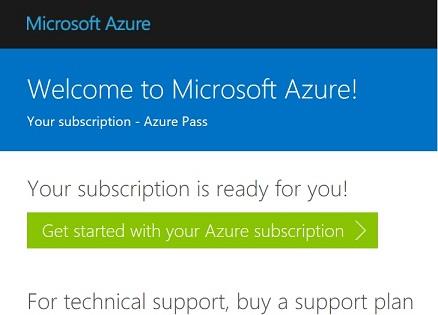 Microsoft Azure
Welcome to Microsoft Azure!
Your subscription - Azure Pass
Your subscription is ready for you!
Get started with your Azure subscription
For technical support, buy a support plan